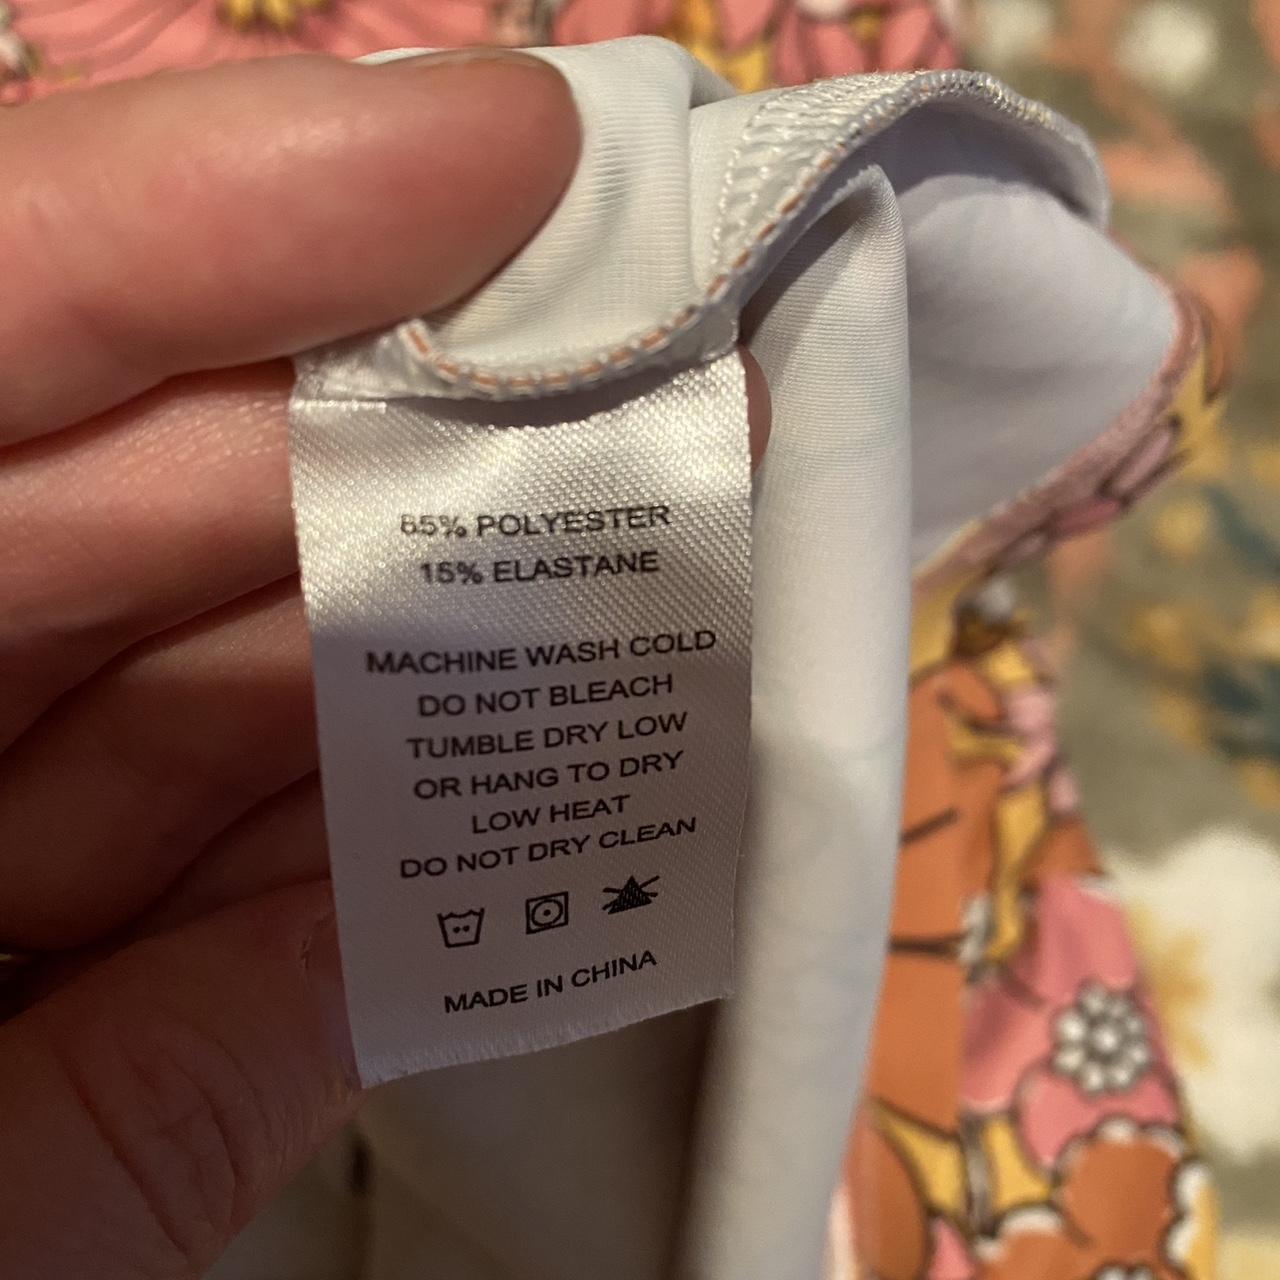 85% POLYESTER
15% ELASTANE
MACHINE WASH COLD
DO NOT BLEACH
TUMBLE DRY LOW
OR HANG TO DRY
LOW HEAT
DO NOT DRY CLEAN
MADE IN CHINA